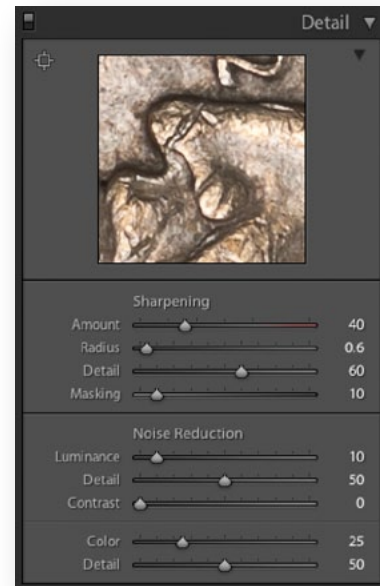 Detail
Sharpening
Amount 40
Radius 0.6
Detail 60
Masking 10
Noise Reduction
Luminance 10
Detail 50
Contrast 0
Color 25
Detail 50